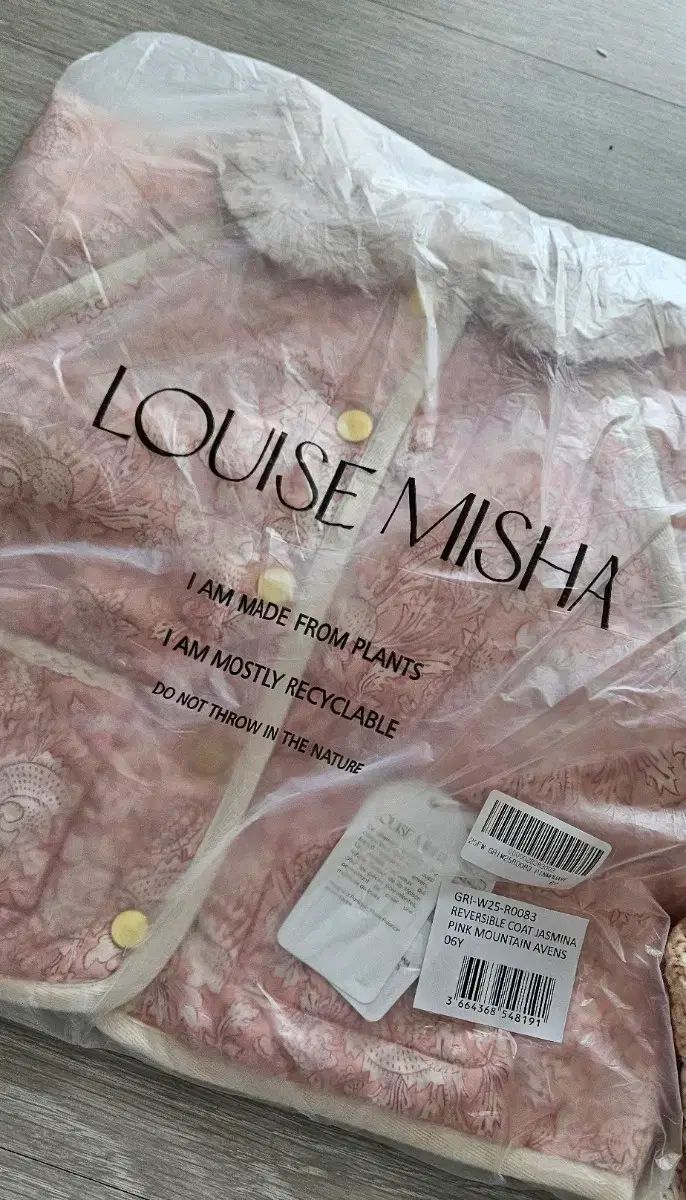 LOUISE MISHA
I AM MADE FROM PLANTS
I AM MOSTLY RECYCLABLE
DO NOT THROW IN THE NATURE
GRI-W25-R0083
REVERSIBLE COAT JASMINA
PINK MOUNTAIN AVENS
06Y
3 664368 548191